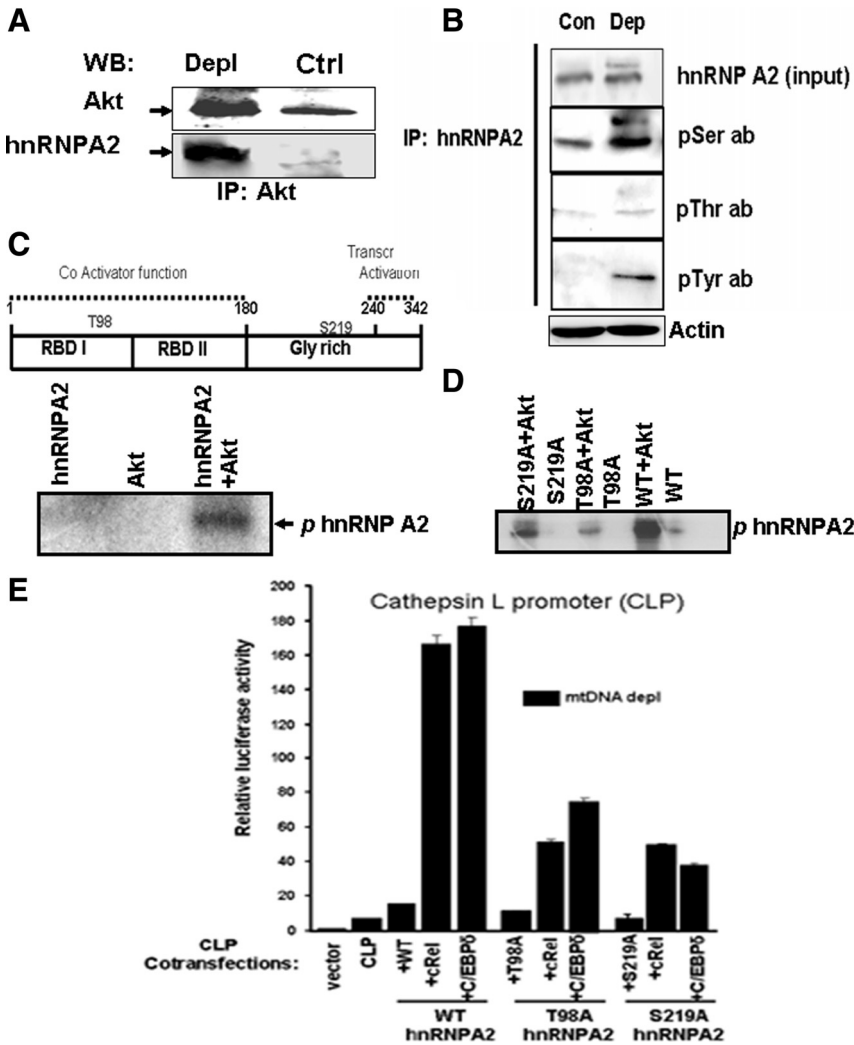 A
WB: Depl Ctrl
Akt
hnRNPA2
IP: Akt
B
Con Dep
hnRNP A2 (input)
IP: hnRNPA2
pSer ab
pThr ab
pTyr ab
Actin
C
Co Activator function
Transcr
Activation
1 180 240 342
T98 S219
RBD I RBD II Gly rich
hnRNPA2
Akt
hnRNPA2
+Akt
p hnRNP A2
D
S219A+Akt
S219A
T98A+Akt
T98A
WT+Akt
WT
p hnRNPA2
E
Cathepsin L promoter (CLP)
mtDNA depl
Relative luciferase activity
200
180
160
140
120
100
80
60
40
20
0
CLP
Cotransfections:
vector
CLP
+WT
+cRel
+C/EBPδ
+T98A
+cRel
+C/EBPδ
+S219A
+cRel
+C/EBPδ
WT
hnRNPA2
T98A
hnRNPA2
S219A
hnRNPA2